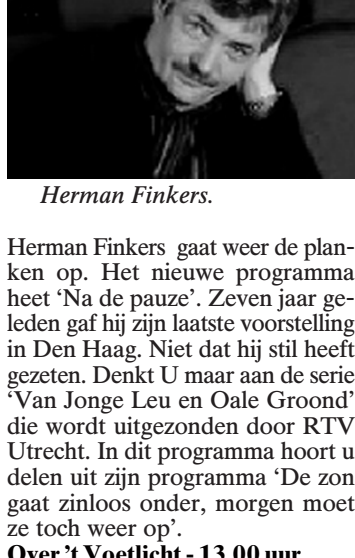 Herman Finkers.
Herman Finkers gaat weer de plan-
ken op. Het nieuwe programma
heet ‘Na de pauze’. Zeven jaar ge-
leden gaf hij zijn laatste voorstelling
in Den Haag. Niet dat hij stil heeft
gezeten. Denkt U maar aan de serie
‘Van Jonge Leu en Oale Groond’
die wordt uitgezonden door RTV
Utrecht. In dit programma hoort u
delen uit zijn programma ‘De zon
gaat zinloos onder, morgen moet
ze toch weer op’.
Over ’t Voetlicht - 13.00 uur